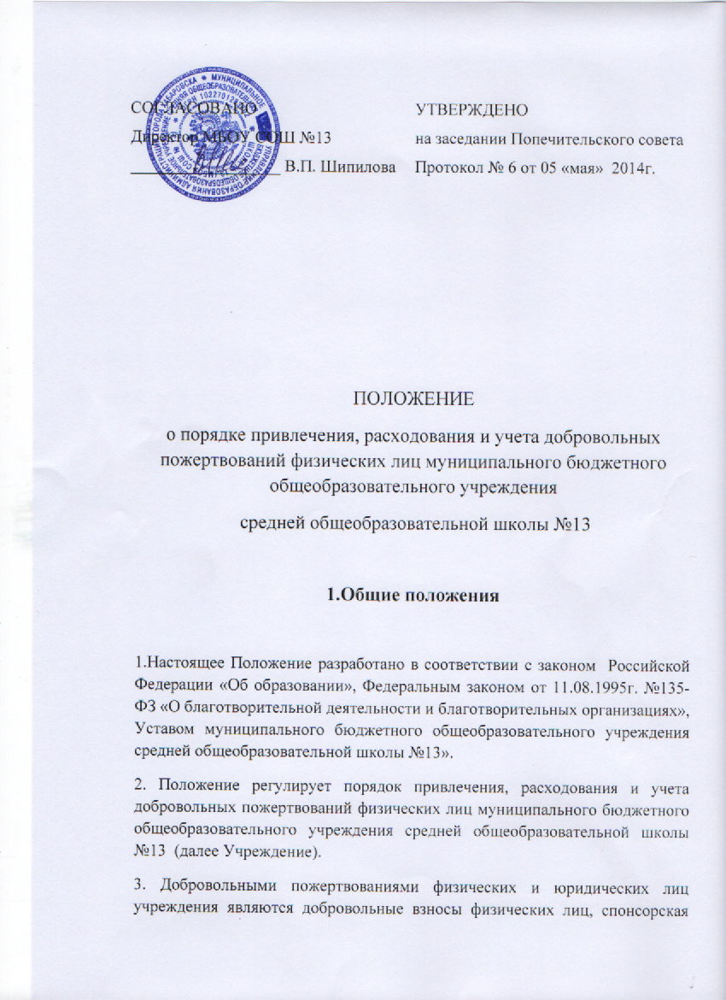 СОГЛАСОВАНО
Директор МБОУ СОШ №13
В.П. Шипилова
УТВЕРЖДЕНО
на заседании Попечительского совета
Протокол № 6 от 05 «мая» 2014г.
ПОЛОЖЕНИЕ
о порядке привлечения, расходования и учета добровольных
пожертвований физических лиц муниципального бюджетного
общеобразовательного учреждения
средней общеобразовательной школы №13
1.Общие положения
1.Настоящее Положение разработано в соответствии с законом Российской
Федерации «Об образовании», Федеральным законом от 11.08.1995г. №135-
ФЗ «О благотворительной деятельности и благотворительных организациях»,
Уставом муниципального бюджетного общеобразовательного учреждения
средней общеобразовательной школы №13».
2. Положение регулирует порядок привлечения, расходования и учета
добровольных пожертвований физических лиц муниципального бюджетного
общеобразовательного учреждения средней общеобразовательной школы
№13 (далее Учреждение).
3. Добровольными пожертвованиями физических и юридических лиц
учреждения являются добровольные взносы физических лиц, спонсорская